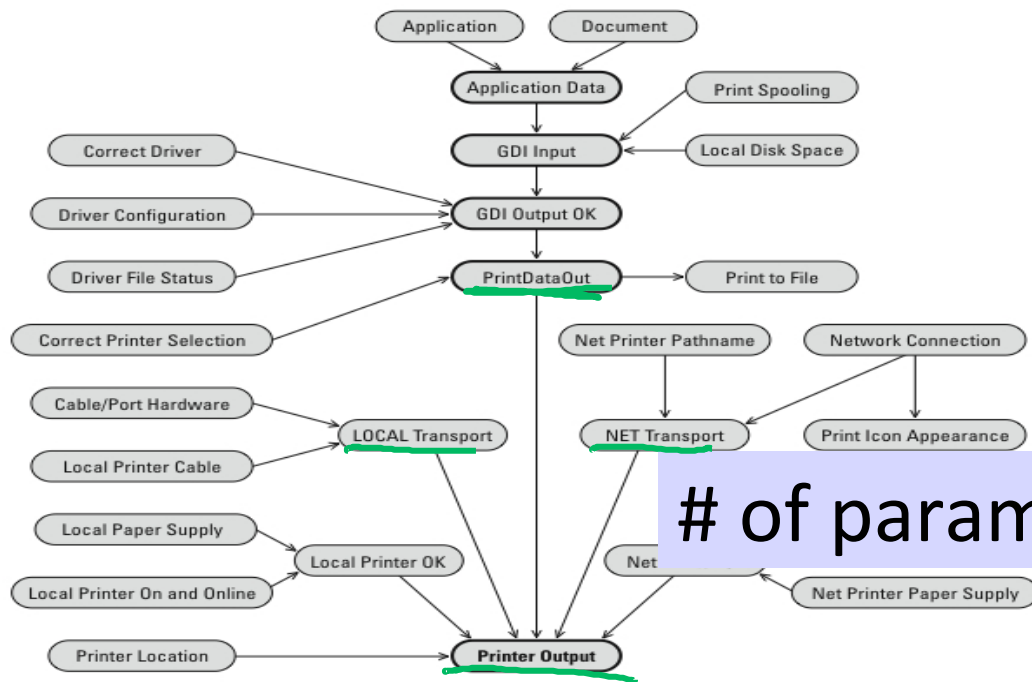 Application
Document
Application Data
Print Spooling
Correct Driver
GDI Input
Local Disk Space
Driver Configuration
GDI Output OK
Driver File Status
PrintDataOut
Print to File
Correct Printer Selection
Net Printer Pathname
Network Connection
Cable/Port Hardware
LOCAL Transport
NET Transport
Print Icon Appearance
Local Printer Cable
# of param
Local Paper Supply
Local Printer OK
Net
Local Printer On and Online
Net Printer Paper Supply
Printer Location
Printer Output